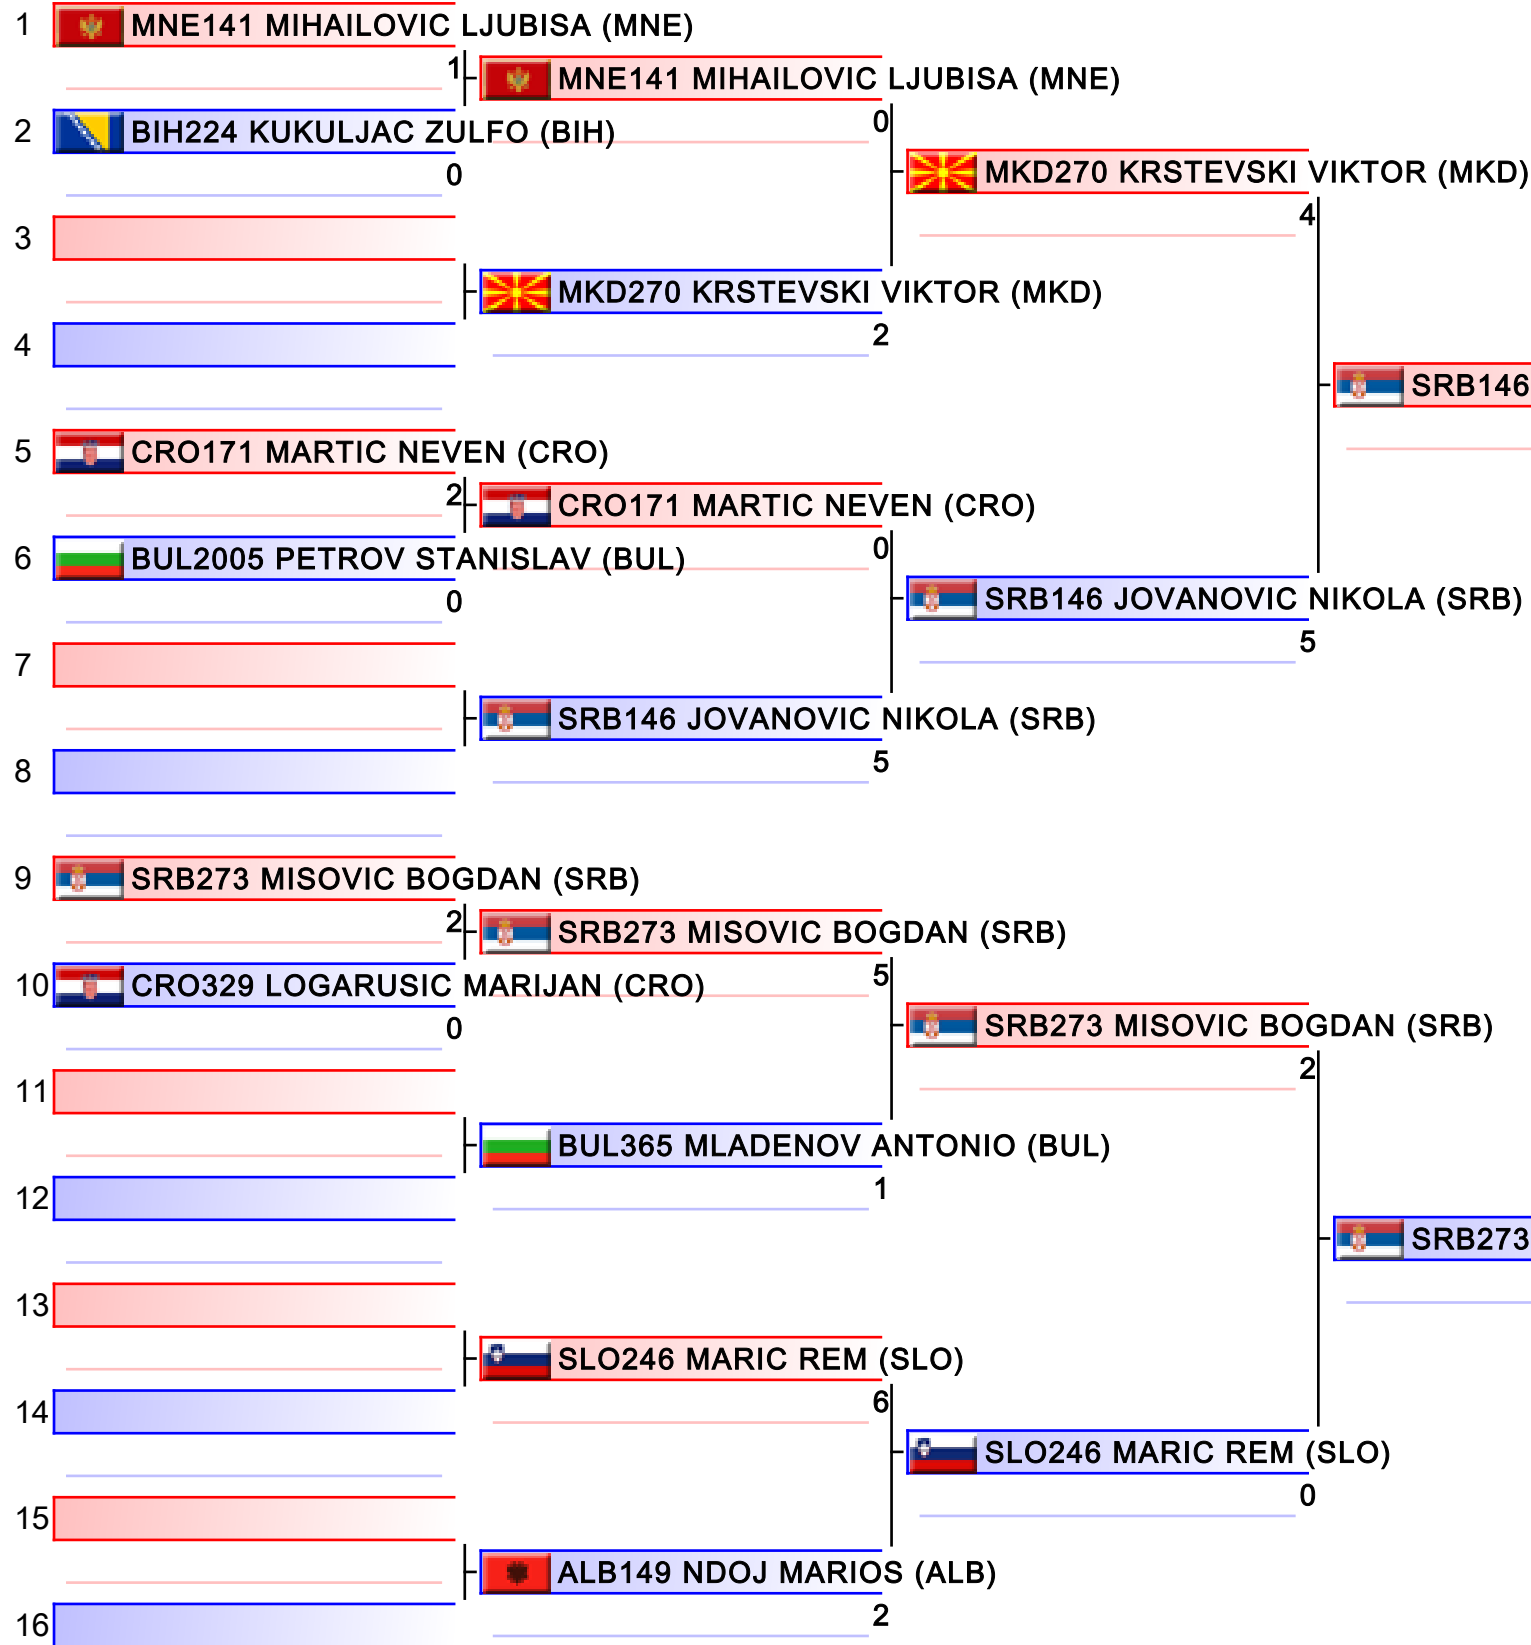 1 MNE141 MIHAILOVIC LJUBISA (MNE)
1 MNE141 MIHAILOVIC LJUBISA (MNE)
2 BIH224 KUKULJAC ZULFO (BIH)
0
0
MKD270 KRSTEVSKI VIKTOR (MKD)
4
3
MKD270 KRSTEVSKI VIKTOR (MKD)
2
4
SRB146
5 CRO171 MARTIC NEVEN (CRO)
2 CRO171 MARTIC NEVEN (CRO)
6 BUL2005 PETROV STANISLAV (BUL)
0
0
SRB146 JOVANOVIC NIKOLA (SRB)
5
7
SRB146 JOVANOVIC NIKOLA (SRB)
5
8
9 SRB273 MISOVIC BOGDAN (SRB)
2 SRB273 MISOVIC BOGDAN (SRB)
10 CRO329 LOGARUSIC MARIJAN (CRO)
5
0
SRB273 MISOVIC BOGDAN (SRB)
2
11
BUL365 MLADENOV ANTONIO (BUL)
1
12
SRB273
13
SLO246 MARIC REM (SLO)
6
14
SLO246 MARIC REM (SLO)
0
15
ALB149 NDOJ MARIOS (ALB)
2
16